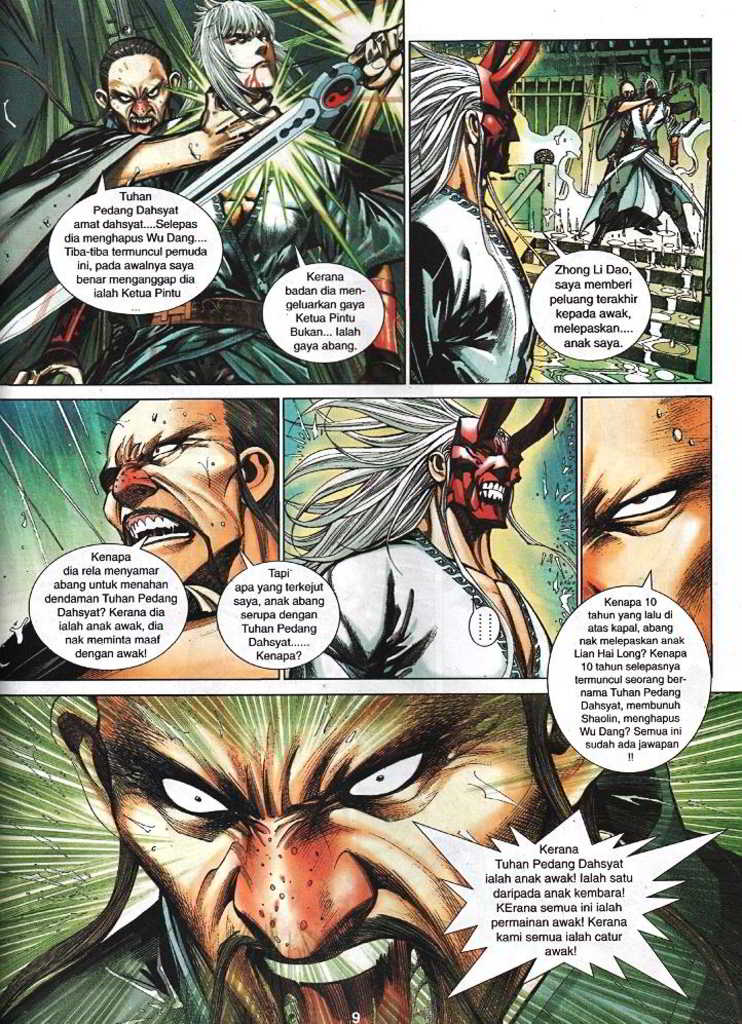 Tuhan
Pedang Dahsyat
amat dahsyat....Selepas
dia menghapus Wu Dang....
Tiba-tiba termuncul pemuda
ini, pada awalnya saya
benar menganggap dia
ialah Ketua Pintu
...
Kerana
badan dia men-
geluarkan gaya
Ketua Pintu
Bukan... Ialah
gaya abang.
Zhong Li Dao,
saya memberi
peluang terakhir
kepada awak,
melepaskan....
anak saya.
Kenapa
dia rela menyamar
abang untuk menahan
dendaman Tuhan Pedang
Dahsyat? Kerana dia
ialah anak awak, dia
nak meminta maaf
dengan awak!
Tapi
apa yang terkejut
saya, anak abang
serupa dengan
Tuhan Pedang
Dahsyat......
Kenapa?
......
Kenapa 10
tahun yang lalu di
atas kapal, abang
nak melepaskan anak
Lian Hai Long? Kenapa
10 tahun selepasnya
termuncul seorang ber-
nama Tuhan Pedang
Dahsyat, membunuh
Shaolin, menghapus
Wu Dang? Semua ini
sudah ada jawapan
!!
Kerana
Tuhan Pedang Dahsyat
ialah anak awak! Ialah satu
daripada anak kembara!
KErana semua ini ialah
permainan awak! Kerana
kami semua ialah catur
awak!
9